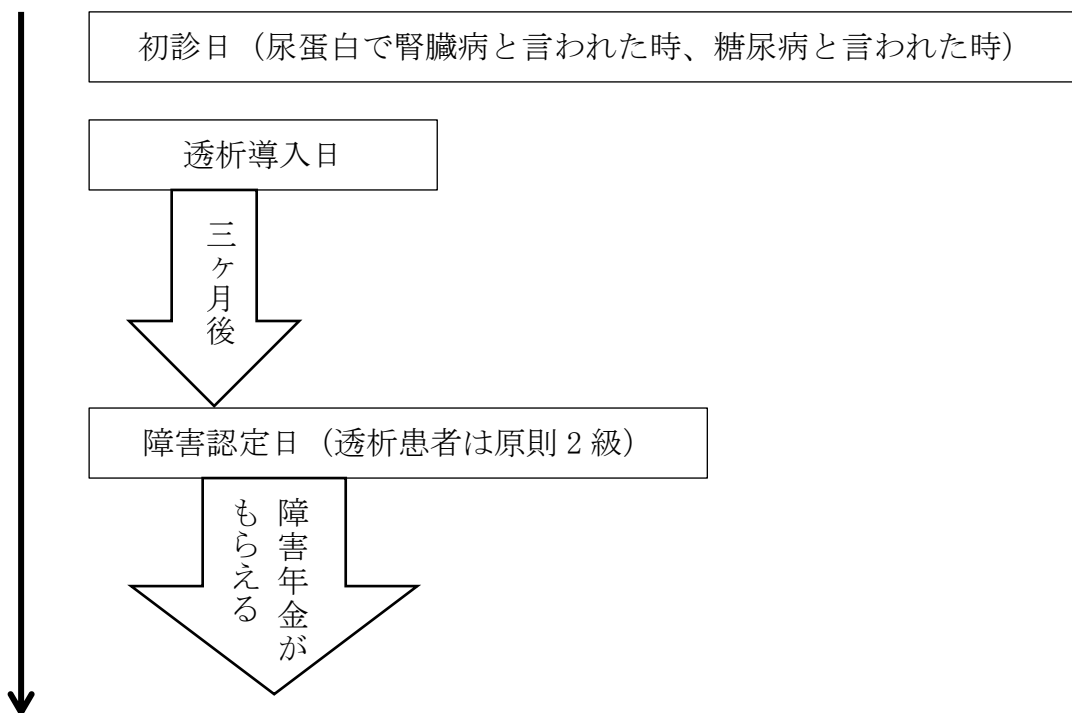 初診日（尿蛋白で腎臓病と言われた時、糖尿病と言われた時）
透析導入日
三ヶ月後
障害認定日（透析患者は原則２級）
障害年金が
もらえる